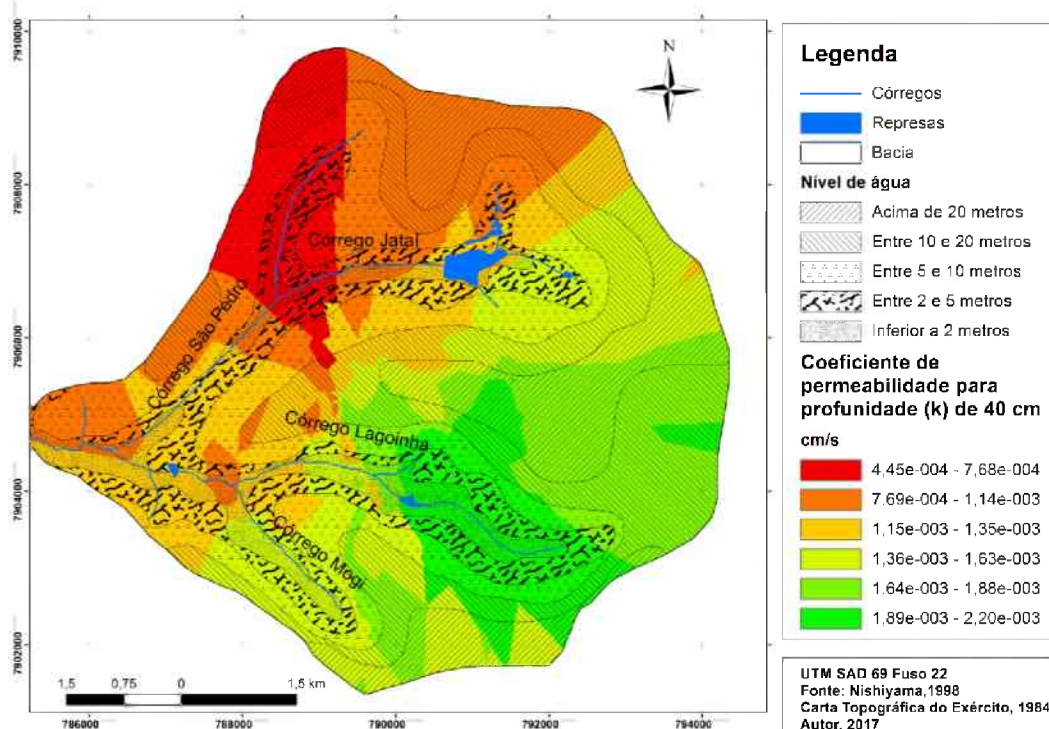 7910000
7908000
7906000
7904000
7902000
N
Córrego Jataí
Córrego São Pedro
Córrego Lagoinha
Córrego Mogi
1,5 0,75 0 1,5 km
786000 788000 790000 792000 794000
Legenda
Córregos
Represas
Bacia
Nível de água
Acima de 20 metros
Entre 10 e 20 metros
Entre 5 e 10 metros
Entre 2 e 5 metros
Inferior a 2 metros
Coeficiente de
permeabilidade para
profunidade (k) de 40 cm
cm/s
4,45e-004 - 7,68e-004
7.69e-004 - 1,14e-003
1,15e-003 - 1,35e-003
1,36e-003 - 1,63e-003
1,64e-003 - 1,88e-003
1,89e-003 - 2,20e-003
UTM SAD 69 Fuso 22
Fonte: Nishiyama,1998
Carta Topográfica do Exército, 1984
Autor, 2017